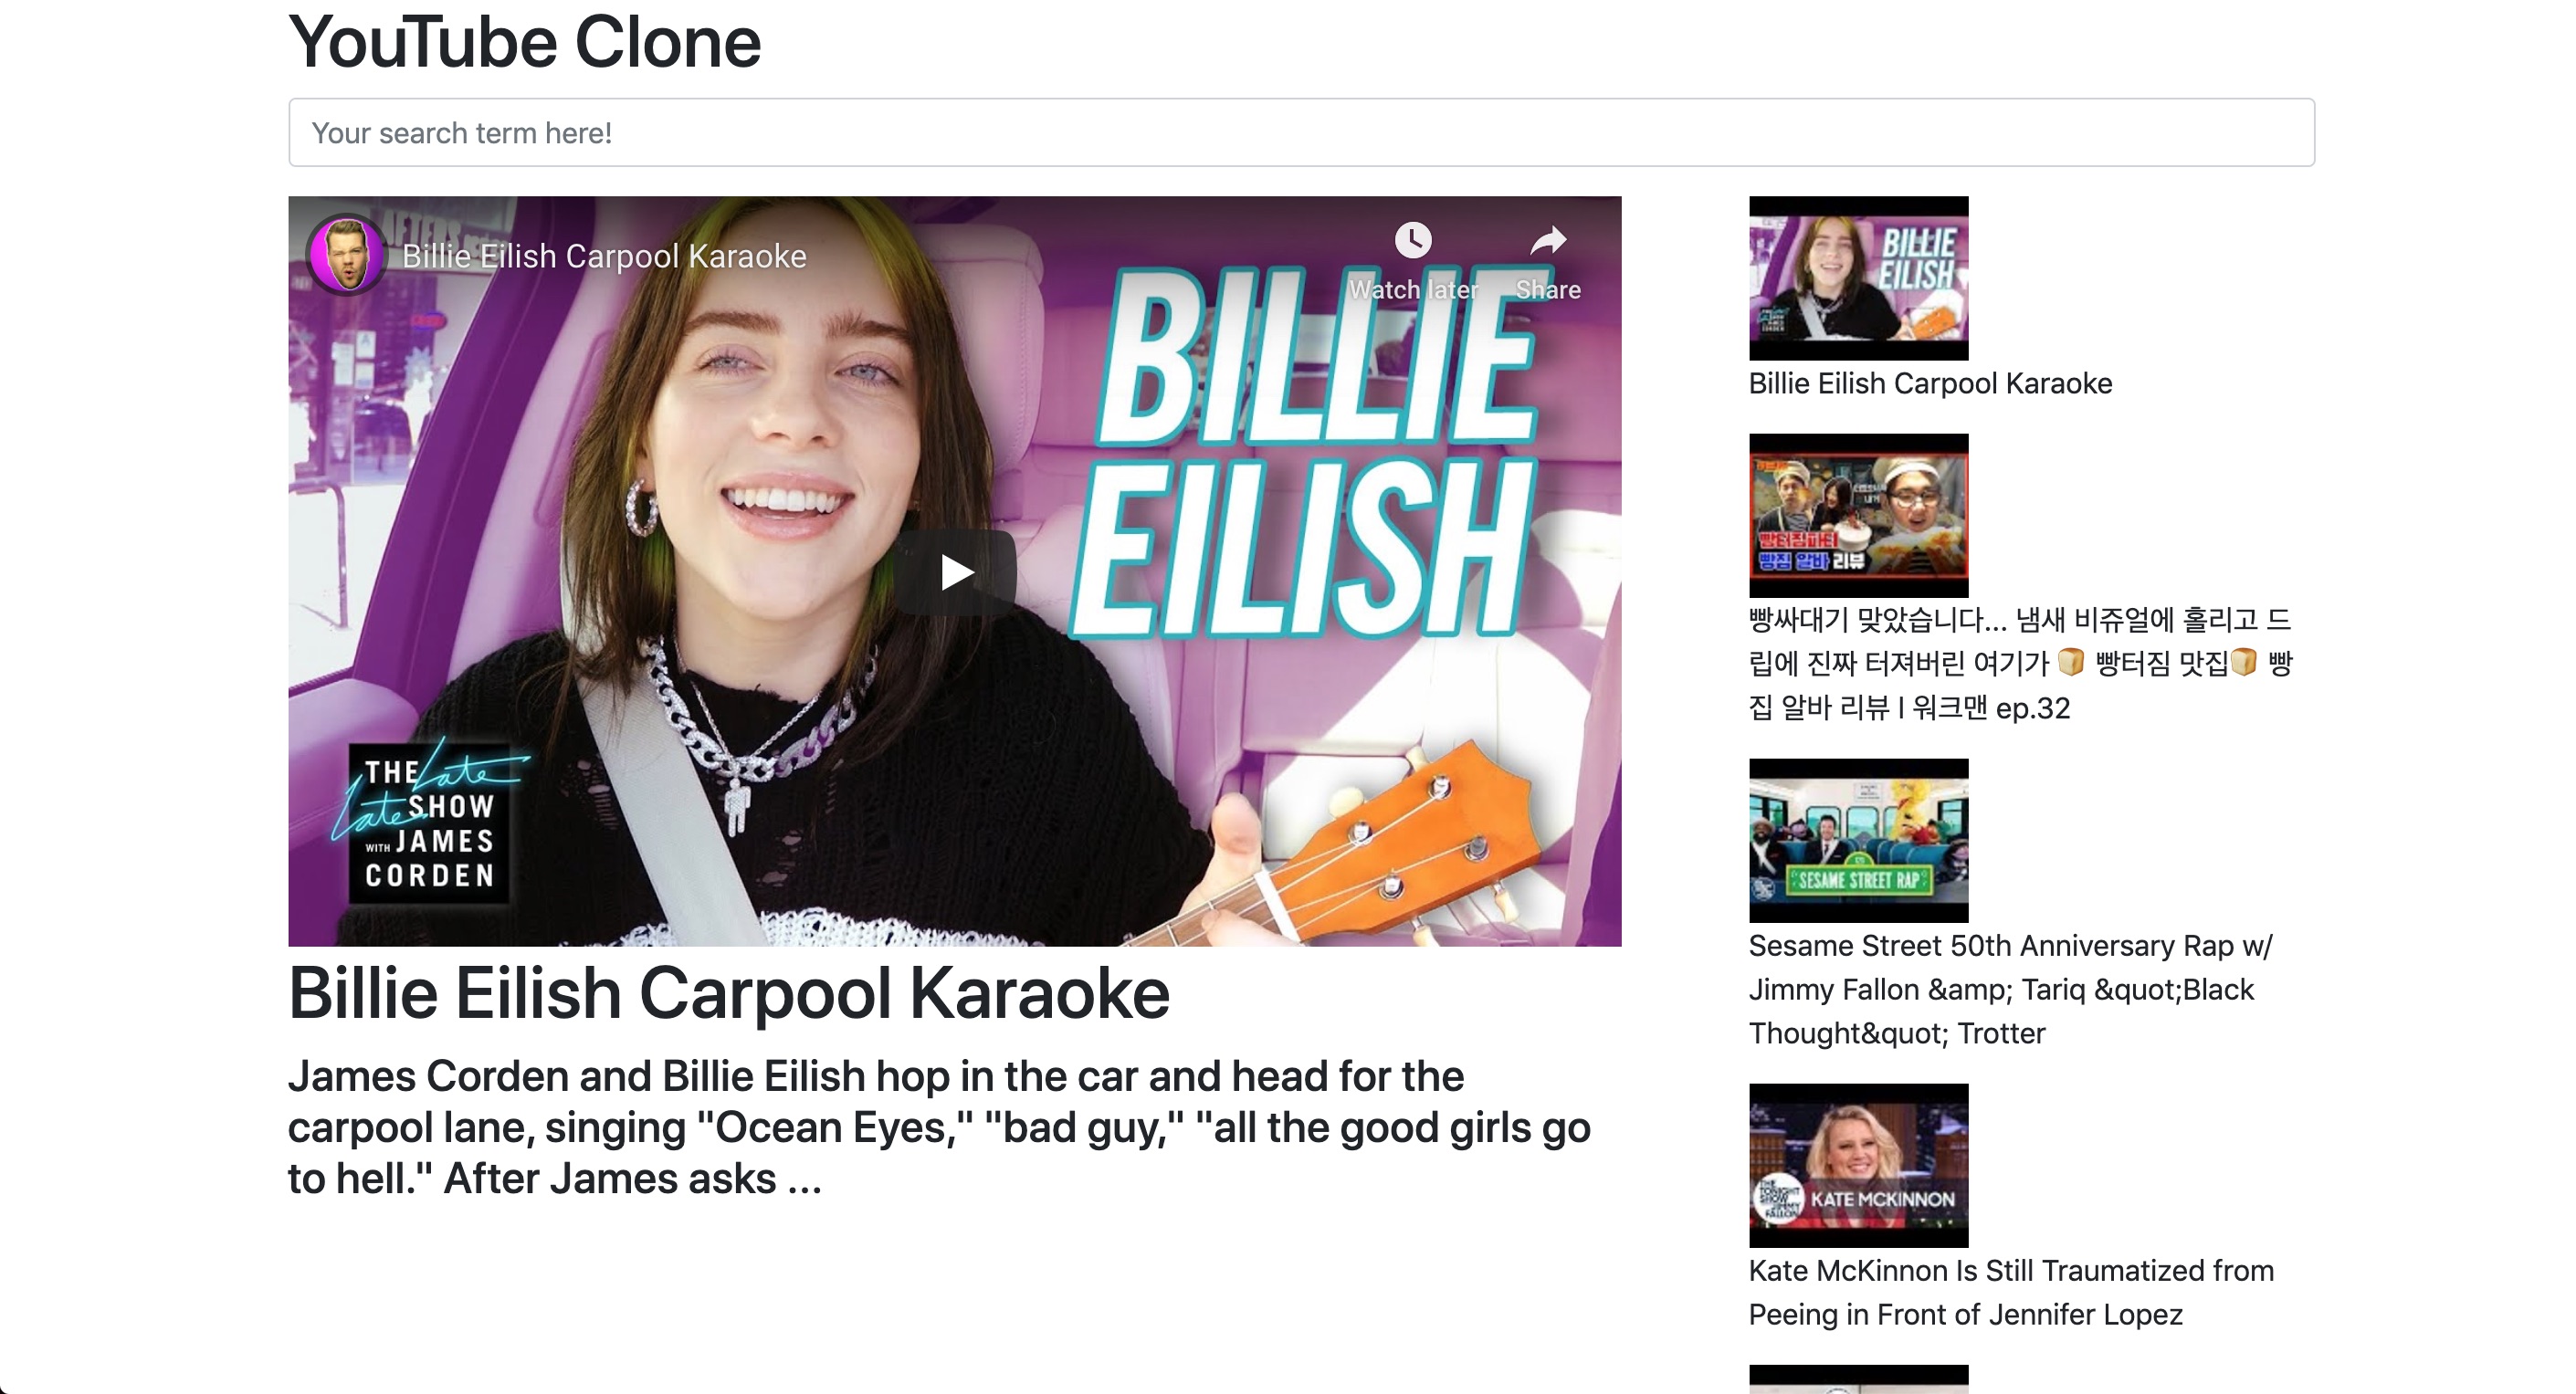 YouTube Clone
Your search term here!
Billie Eilish Carpool Karaoke
Watch later
Share
BILLIE
EILISH
THE Late
Late SHOW
WITH JAMES
CORDEN
Billie Eilish Carpool Karaoke
James Corden and Billie Eilish hop in the car and head for the
carpool lane, singing "Ocean Eyes," "bad guy," "all the good girls go
to hell." After James asks ...
BILLIE
EILISH
Billie Eilish Carpool Karaoke
빵터짐파티
빵집 알바 리뷰
빵싸대기 맞았습니다... 냄새 비쥬얼에 홀리고 드
립에 진짜 터져버린 여기가 🍞 빵터짐 맛집🍞 빵
집 알바 리뷰 l 워크맨 ep.32
SESAME STREET RAP
Sesame Street 50th Anniversary Rap w/
Jimmy Fallon &amp; Tariq &quot;Black
Thought&quot; Trotter
THE
TONIGHT
SHOW
JIMMY
FALLON
KATE MCKINNON
Kate McKinnon Is Still Traumatized from
Peeing in Front of Jennifer Lopez